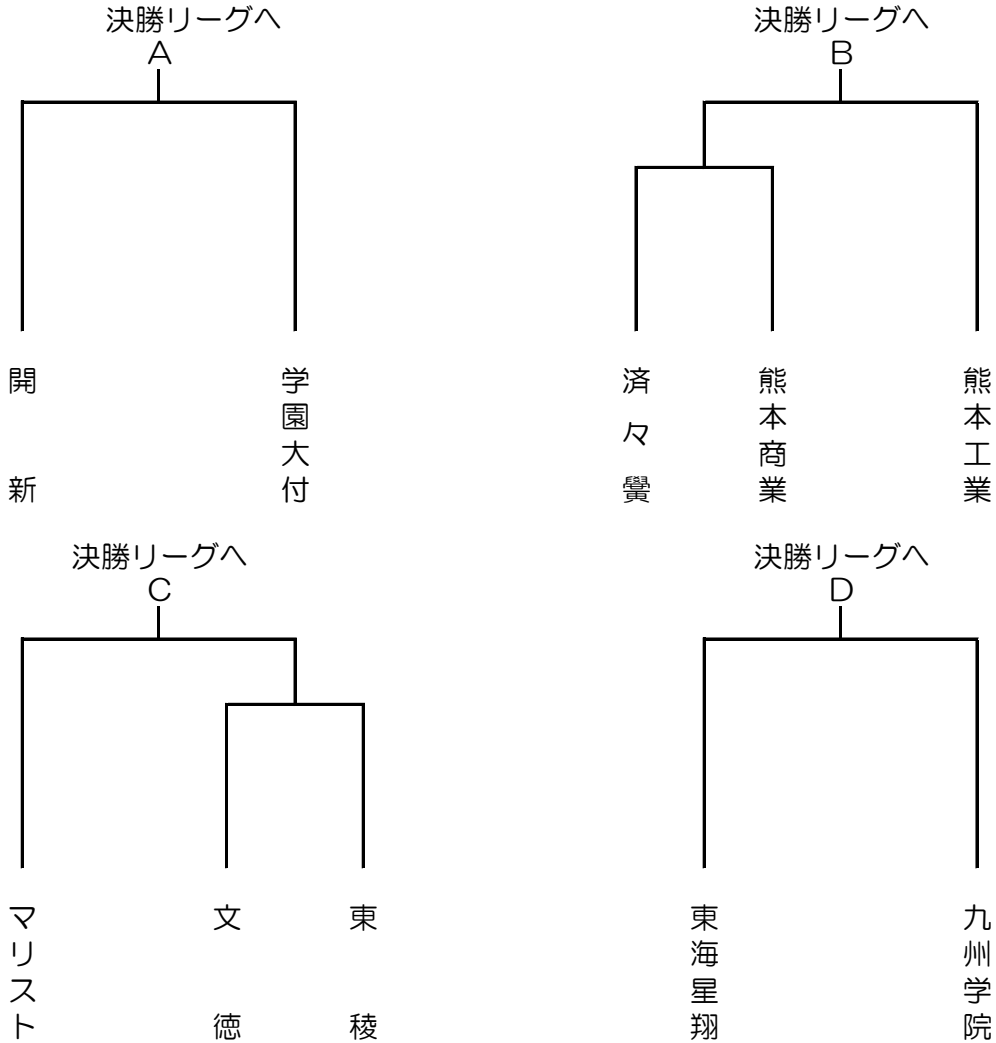 決勝リーグへ
A
決勝リーグへ
B
開新
学園大付
済々黌
熊本商業
熊本工業
決勝リーグへ
C
決勝リーグへ
D
マリスト
文徳
東稜
東海星翔
九州学院